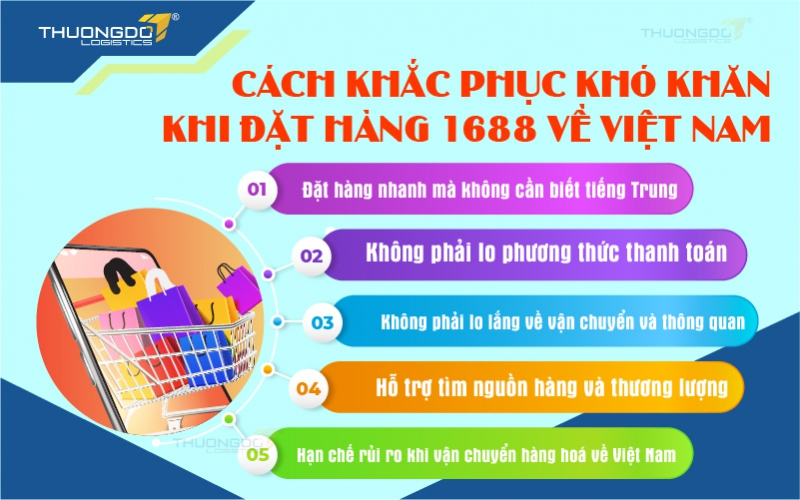 THUONGDO
LOGISTICS
®
THUONGDO
LOGISTICS
®
CÁCH KHẮC PHỤC KHÓ KHĂN
KHI ĐẶT HÀNG 1688 VỀ VIỆT NAM
01 Đặt hàng nhanh mà không cần biết tiếng Trung
02 Không phải lo phương thức thanh toán
03 Không phải lo lắng về vận chuyển và thông quan
04 Hỗ trợ tìm nguồn hàng và thương lượng
05 Hạn chế rủi ro khi vận chuyển hàng hoá về Việt Nam
THUONGDO
LOGISTICS